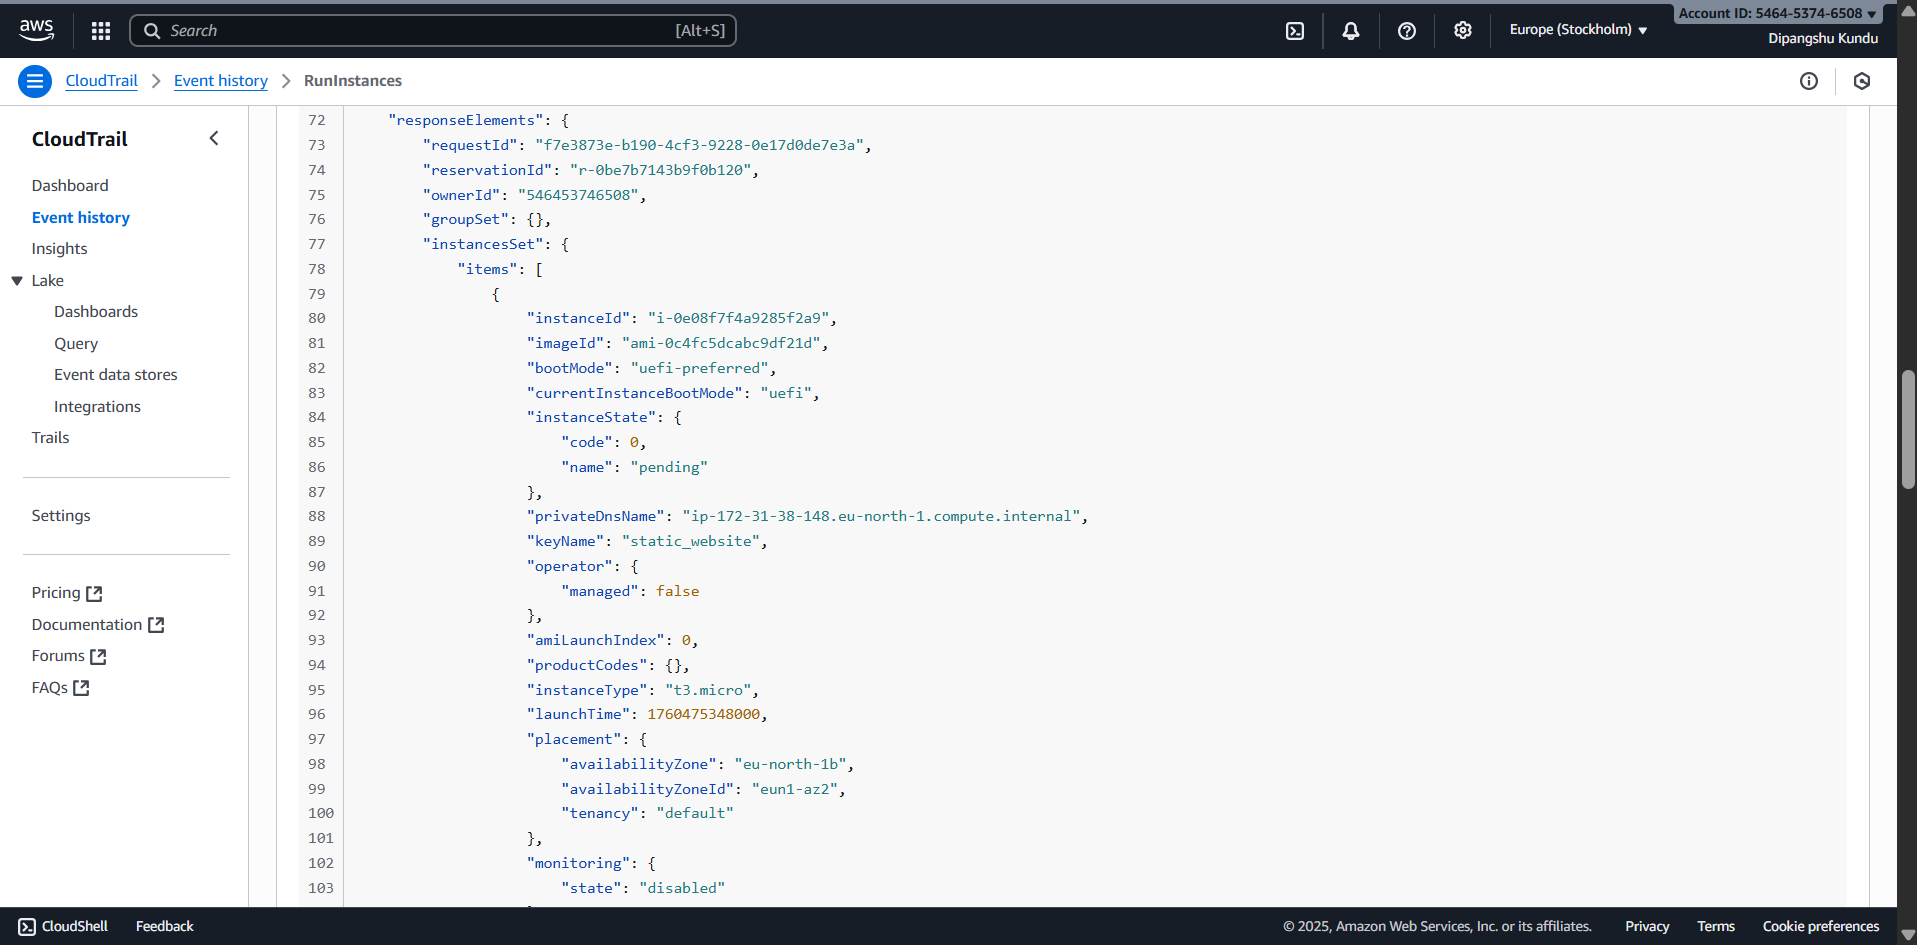 aws
Search [Alt+S]
Europe (Stockholm)
Account ID: 5464-5374-6508
Dipangshu Kundu
CloudTrail
Event history
RunInstances
CloudTrail
Dashboard
Event history
Insights
Lake
Dashboards
Query
Event data stores
Integrations
Trails
Settings
Pricing
Documentation
Forums
FAQs
72 "responseElements": {
73 "requestId": "f7e3873e-b190-4cf3-9228-0e17d0de7e3a",
74 "reservationId": "r-0be7b7143b9f0b120",
75 "ownerId": "546453746508",
76 "groupSet": {},
77 "instancesSet": {
78 "items": [
79 {
80 "instanceId": "i-0e08f7f4a9285f2a9",
81 "imageId": "ami-0c4fc5dcabc9df21d",
82 "bootMode": "uefi-preferred",
83 "currentInstanceBootMode": "uefi",
84 "instanceState": {
85 "code": 0,
86 "name": "pending"
87 },
88 "privateDnsName": "ip-172-31-38-148.eu-north-1.compute.internal",
89 "keyName": "static_website",
90 "operator": {
91 "managed": false
92 },
93 "amiLaunchIndex": 0,
94 "productCodes": {},
95 "instanceType": "t3.micro",
96 "launchTime": 1760475348000,
97 "placement": {
98 "availabilityZone": "eu-north-1b",
99 "availabilityZoneId": "eun1-az2",
100 "tenancy": "default"
101 },
102 "monitoring": {
103 "state": "disabled"
CloudShell
Feedback
© 2025, Amazon Web Services, Inc. or its affiliates.
Privacy
Terms
Cookie preferences